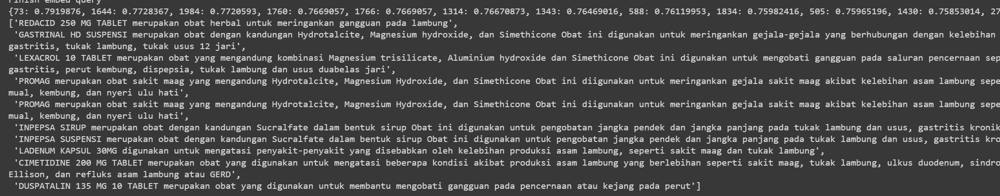 Finish embed query
{73: 0.7919876, 1644: 0.7728367, 1984: 0.7720593, 1760: 0.7669057, 1766: 0.7669057, 1314: 0.76670873, 1343: 0.76469016, 588: 0.76119953, 1834: 0.75982416, 505: 0.75965196, 1430: 0.75853014, 27
['REDACID 250 MG TABLET merupakan obat herbal untuk meringankan gangguan pada lambung',
'GASTRINAL HD SUSPENSI merupakan obat dengan kandungan Hydrotalcite, Magnesium hydroxide, dan Simethicone Obat ini digunakan untuk meringankan gejala-gejala yang berhubungan dengan kelebihan
gastritis, tukak lambung, tukak usus 12 jari',
'LEXACROL 10 TABLET merupakan obat yang mengandung kombinasi Magnesium trisilicate, Aluminium hydroxide dan Simethicone Obat ini digunakan untuk mengobati gangguan pada saluran pencernaan sep
gastritis, perut kembung, dispepsia, tukak lambung dan usus duabelas jari',
'PROMAG merupakan obat sakit maag yang mengandung Hydrotalcite, Magnesium Hydroxide, dan Simethicone Obat ini diigunakan untuk meringankan gejala sakit maag akibat kelebihan asam lambung sepe
mual, kembung, dan nyeri ulu hati',
'PROMAG merupakan obat sakit maag yang mengandung Hydrotalcite, Magnesium Hydroxide, dan Simethicone Obat ini diigunakan untuk meringankan gejala sakit maag akibat kelebihan asam lambung sepe
mual, kembung, dan nyeri ulu hati',
'INPEPSA SIRUP merupakan obat dengan kandungan Sucralfate dalam bentuk sirup Obat ini digunakan untuk pengobatan jangka pendek dan jangka panjang pada tukak lambung dan usus, gastritis kronik
'INPEPSA SUSPENSI merupakan obat dengan kandungan Sucralfate dalam bentuk sirup Obat ini digunakan untuk pengobatan jangka pendek dan jangka panjang pada tukak lambung dan usus, gastritis kro
'LADENUM KAPSUL 30MG digunakan untuk mengatasi penyakit-penyakit yang disebabkan oleh kelebihan produksi asam lambung, seperti sakit maag dan tukak lambung',
'CIMETIDINE 200 MG TABLET merupakan obat yang digunakan untuk mengatasi beberapa kondisi akibat produksi asam lambung yang berlebihan seperti sakit maag, tukak lambung, ulkus duodenum, sindro
Ellison, dan refluks asam lambung atau GERD',
'DUSPATALIN 135 MG 10 TABLET merupakan obat yang digunakan untuk membantu mengobati gangguan pada pencernaan atau kejang pada perut']